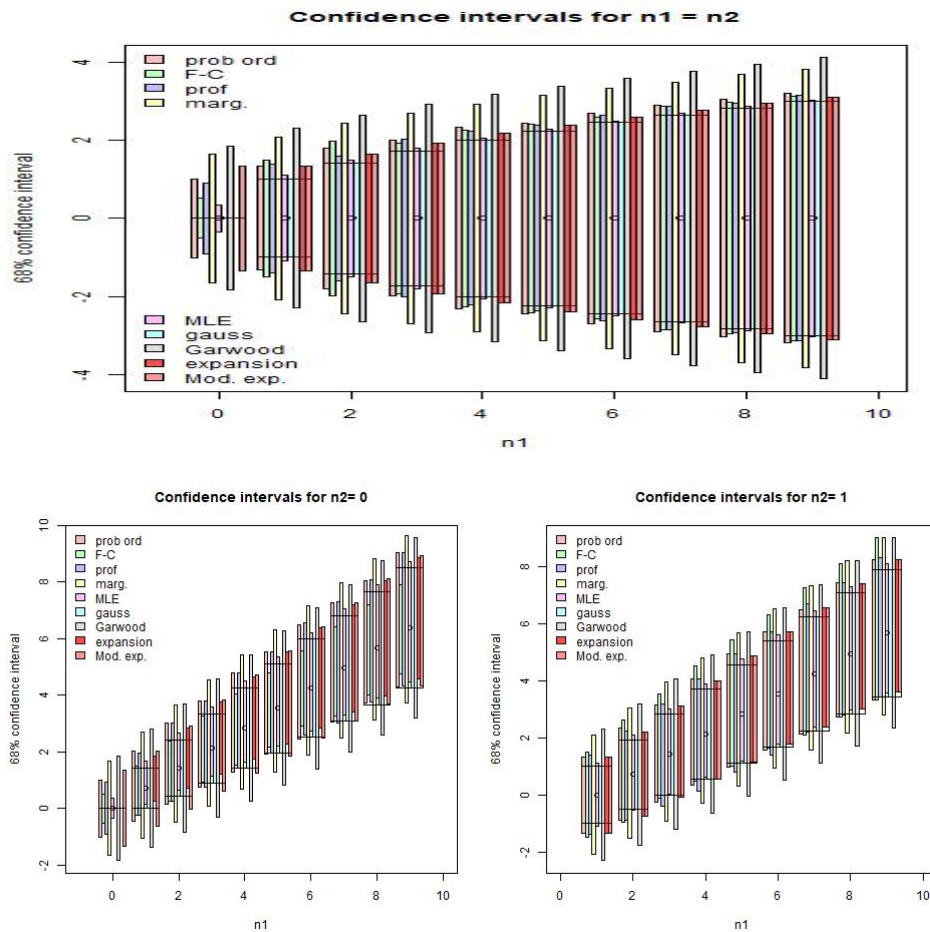 Confidence intervals for n1 = n2
68% confidence interval
4
2
0
-2
-4
prob ord
F-C
prof
marg.
MLE
gauss
Garwood
expansion
Mod. exp.
0 2 4 6 8 10
n1
Confidence intervals for n2= 0
68% confidence interval
10
8
6
4
2
0
-2
prob ord
F-C
prof
marg.
MLE
gauss
Garwood
expansion
Mod. exp.
0 2 4 6 8 10
n1
Confidence intervals for n2= 1
68% confidence interval
8
6
4
2
0
-2
prob ord
F-C
prof
marg.
MLE
gauss
Garwood
expansion
Mod. exp.
0 2 4 6 8 10
n1